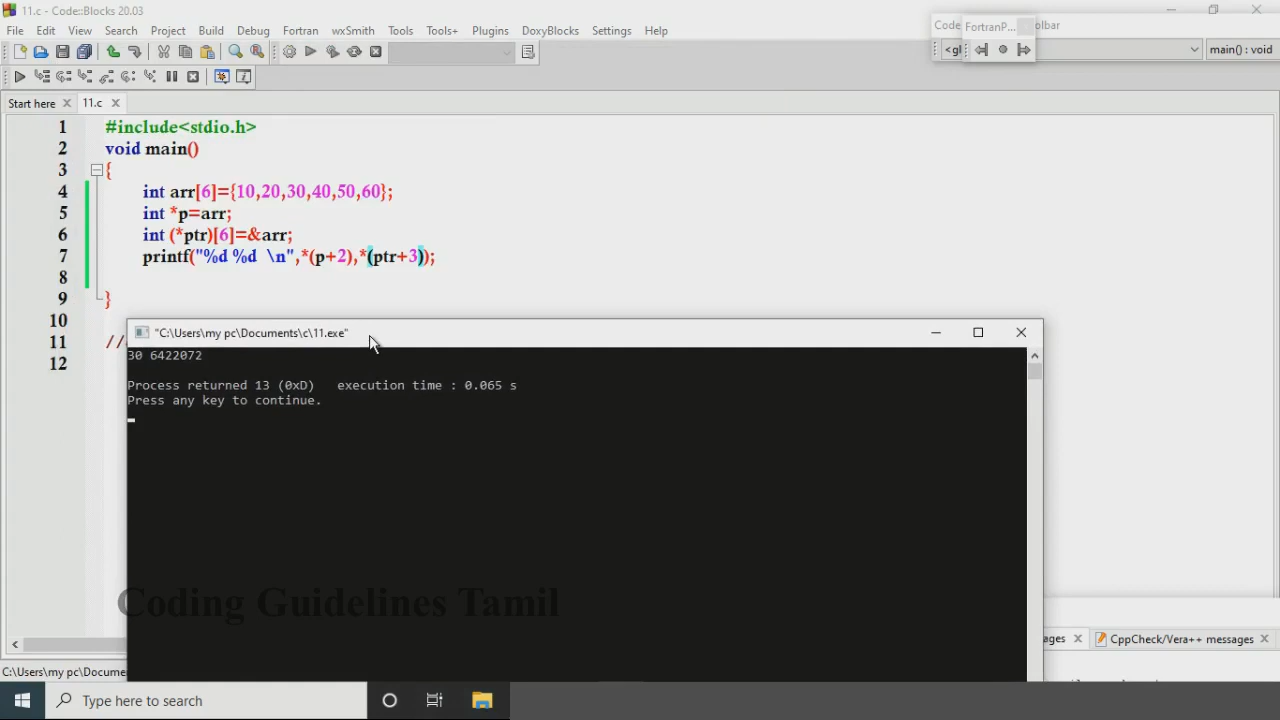 11.c - Code::Blocks 20.03
File Edit View Search Project Build Debug Fortran wxSmith Tools Tools+ Plugins DoxyBlocks Settings Help
Code
FortranP...
olbar
<gl
main() : void
Start here
11.c
1 #include<stdio.h>
2 void main()
3 {
4 int arr[6]={10,20,30,40,50,60};
5 int *p=arr;
6 int (*ptr)[6]=&arr;
7 printf("%d %d  \n",*(p+2),*(ptr+3));
8
9 }
10
11 //
12
"C:\Users\my pc\Documents\c\11.exe"
30 6422072
Process returned 13 (0xD)   execution time : 0.065 s
Press any key to continue.
Coding Guidelines Tamil
ages
CppCheck/Vera++ messages
C:\Users\my pc\Docume
Type here to search